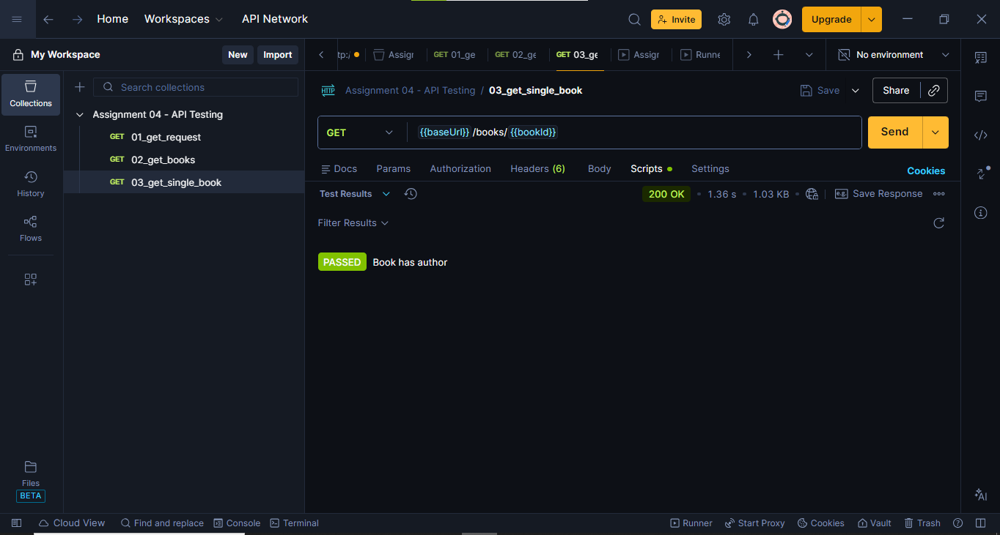 Home Workspaces API Network Invite Upgrade
My Workspace New Import
tp:/ Assign GET 01_ge GET 02_ge GET 03_ge Assign Runne No environment
Collections
Environments
History
Flows
Files
BETA
Search collections
Assignment 04 - API Testing
GET 01_get_request
GET 02_get_books
GET 03_get_single_book
HTTP Assignment 04 - API Testing / 03_get_single_book Save Share
GET {{baseUrl}}/books/{{bookId}} Send
Docs Params Authorization Headers (6) Body Scripts Settings Cookies
Test Results 200 OK 1.36 s 1.03 KB e.g. Save Response
Filter Results
PASSED Book has author
AI
Cloud View Find and replace Console Terminal Runner Start Proxy Cookies Vault Trash